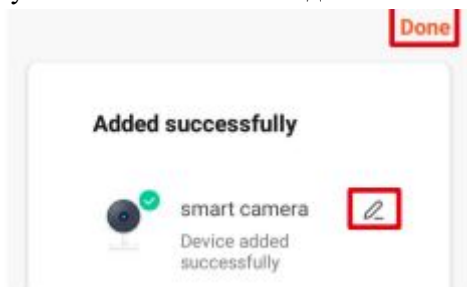 Done
Added successfully
smart camera
Device added
successfully